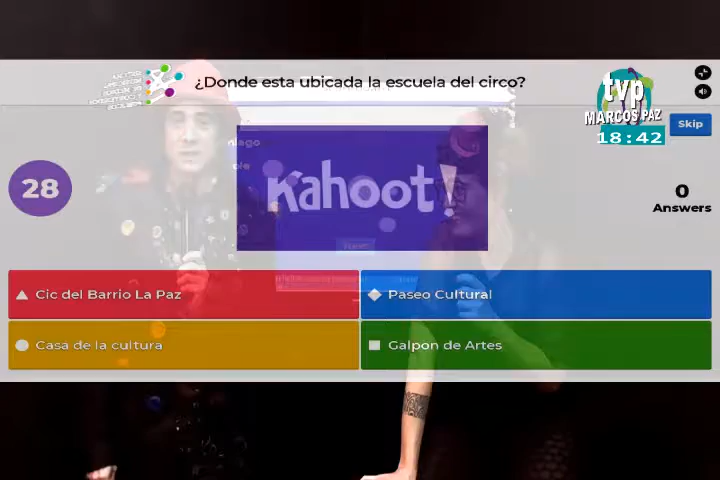 ¿Donde esta ubicada la escuela del circo?
tvp
MARCOS PAZ
18:42
Skip
28
Kahoot!
0
Answers
Cic del Barrio La Paz
Paseo Cultural
Casa de la cultura
Galpon de Artes